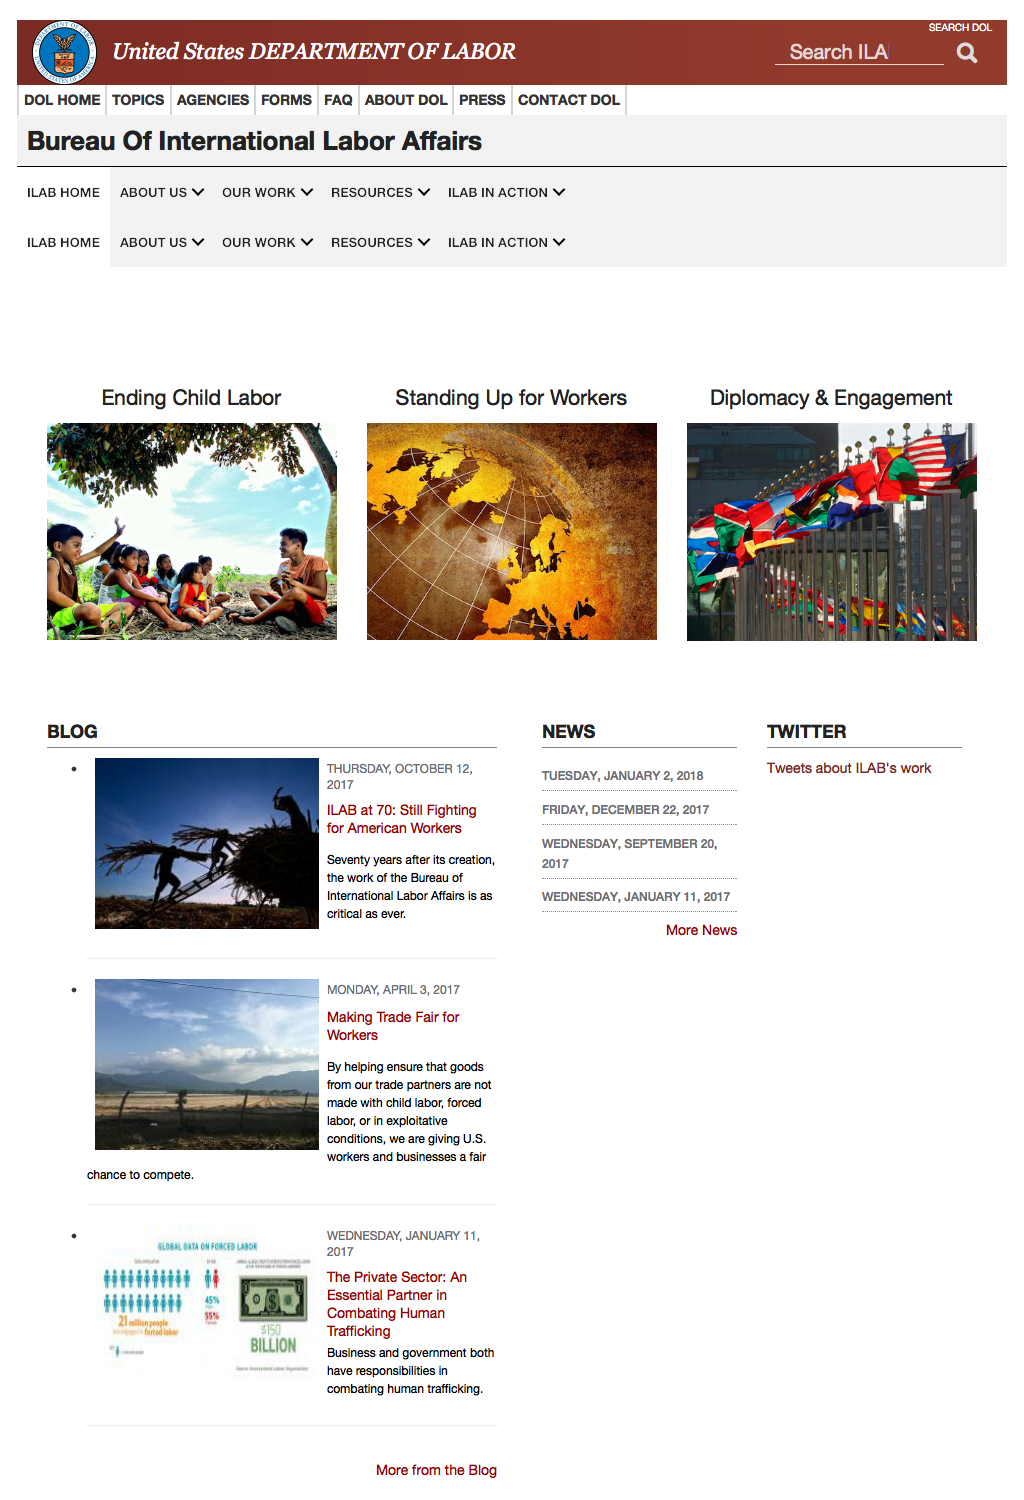 SEARCH DOL
United States DEPARTMENT OF LABOR
Search ILA
DOL HOME TOPICS AGENCIES FORMS FAQ ABOUT DOL PRESS CONTACT DOL
Bureau Of International Labor Affairs
ILAB HOME ABOUT US OUR WORK RESOURCES ILAB IN ACTION
ILAB HOME ABOUT US OUR WORK RESOURCES ILAB IN ACTION
Ending Child Labor
Standing Up for Workers
Diplomacy & Engagement
BLOG
THURSDAY, OCTOBER 12,
2017
ILAB at 70: Still Fighting
for American Workers
Seventy years after its creation,
the work of the Bureau of
International Labor Affairs is as
critical as ever.
MONDAY, APRIL 3, 2017
Making Trade Fair for
Workers
By helping ensure that goods
from our trade partners are not
made with child labor, forced
labor, or in exploitative
conditions, we are giving U.S.
workers and businesses a fair
chance to compete.
GLOBAL DATA ON FORCED LABOR
45%
55%
21 million people
forced labor
$150
BILLION
WEDNESDAY, JANUARY 11,
2017
The Private Sector: An
Essential Partner in
Combating Human
Trafficking
Business and government both
have responsibilities in
combating human trafficking.
More from the Blog
NEWS
TUESDAY, JANUARY 2, 2018
FRIDAY, DECEMBER 22, 2017
WEDNESDAY, SEPTEMBER 20,
2017
WEDNESDAY, JANUARY 11, 2017
More News
TWITTER
Tweets about ILAB's work